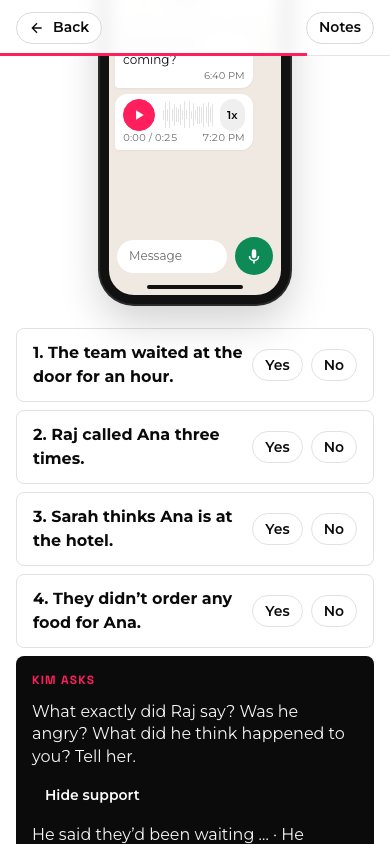 Back
Notes
coming?
6:40 PM
1x
0:00 / 0:25
7:20 PM
Message
1. The team waited at the
door for an hour.
Yes
No
2. Raj called Ana three
times.
Yes
No
3. Sarah thinks Ana is at
the hotel.
Yes
No
4. They didn’t order any
food for Ana.
Yes
No
KIM ASKS
What exactly did Raj say? Was he
angry? What did he think happened to
you? Tell her.
Hide support
He said they’d been waiting ... · He